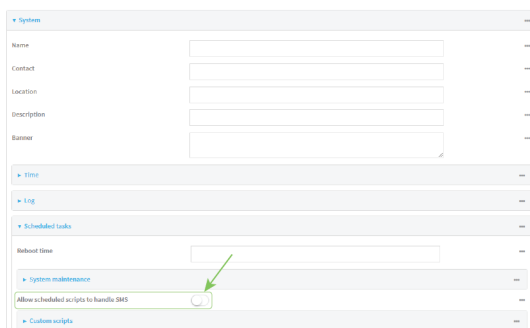 System
Name
Contact
Location
Description
Banner
Time
Log
Scheduled tasks
Reboot time
System maintenance
Allow scheduled scripts to handle SMS
Custom scripts